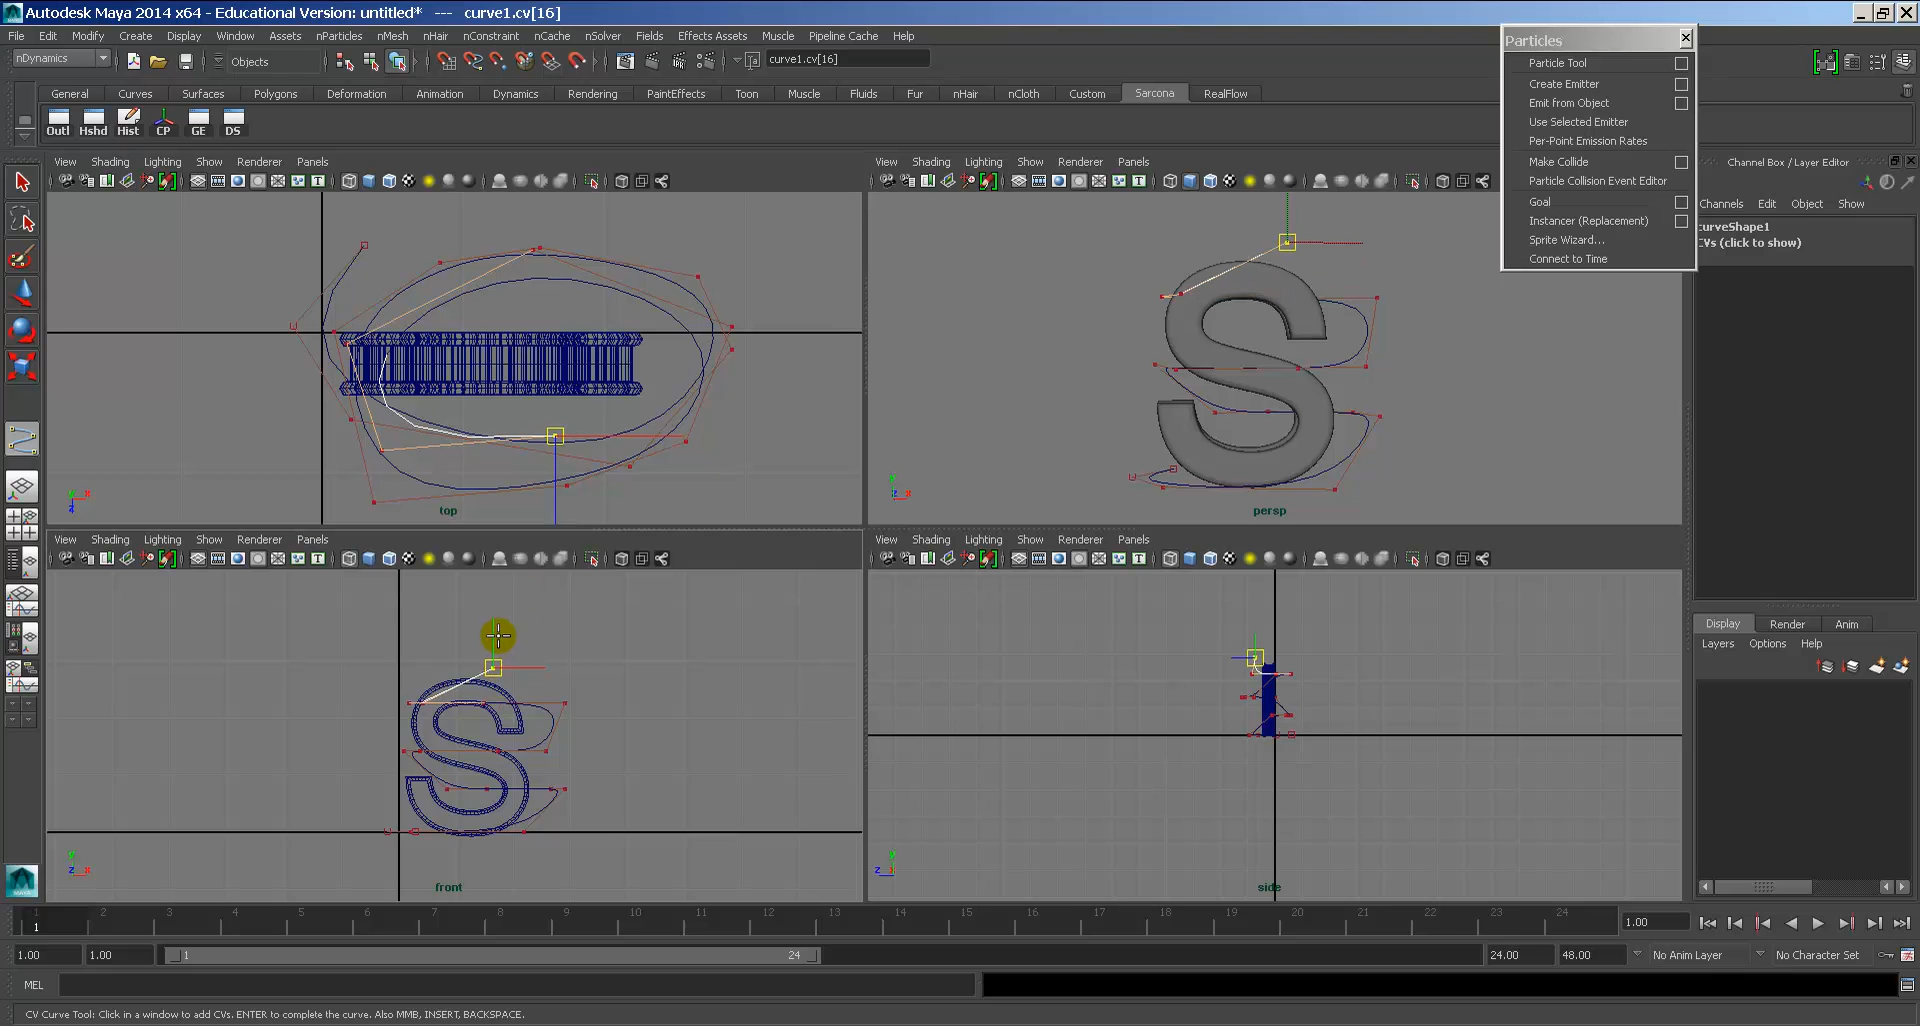 Autodesk Maya 2014 x64 - Educational Version: untitled* --- curve1.cv[16]
File Edit Modify Create Display Window Assets nParticles nMesh nHair nConstraint nCache nSolver Fields Effects Assets Muscle Pipeline Cache Help
nDynamics Objects curve1.cv[16]
General Curves Surfaces Polygons Deformation Animation Dynamics Rendering PaintEffects Toon Muscle Fluids Fur nHair nCloth Custom Sarcona RealFlow
Outl Hshd Hist CP GE DS
Particles
Particle Tool
Create Emitter
Emit from Object
Use Selected Emitter
Per-Point Emission Rates
Make Collide
Particle Collision Event Editor
Goal
Instancer (Replacement)
Sprite Wizard...
Connect to Time
Channel Box / Layer Editor
Channels Edit Object Show
curveShape1
CVs (click to show)
View Shading Lighting Show Renderer Panels
top
View Shading Lighting Show Renderer Panels
persp
View Shading Lighting Show Renderer Panels
front
View Shading Lighting Show Renderer Panels
side
Display Render Anim
Layers Options Help
1 2 3 4 5 6 7 8 9 10 11 12 13 14 15 16 17 18 19 20 21 22 23 24
1
1.00
1.00 1.00 1 24 24.00 48.00 No Anim Layer No Character Set
MEL
CV Curve Tool: Click in a window to add CVs. ENTER to complete the curve. Also MMB, INSERT, BACKSPACE.